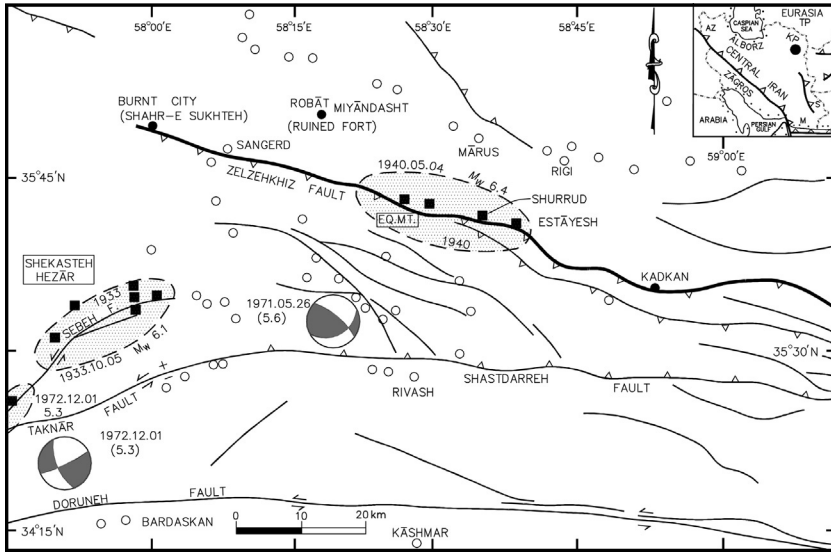 58°00'E
58°15'E
58°30'E
58°45'E
EURASIA
TP
CASPIAN
SEA
AZ
ALBORZ
KP
CENTRAL
IRAN
ZAGROS
ARABIA
PERSIAN
GULF
M
S
BURNT CITY
(SHAHR-E SUKHTEH)
ROBĀT MIYĀNDASHT
(RUINED FORT)
SANGERD
MĀRUS
RIGI
59°00'E
35°45'N
ZELZEHKHIZ
FAULT
1940.05.04
Mw 6.4
SHURRUD
EQ.MT.
ESTĀYESH
1940
SHEKASTEH
HEZĀR
KADKAN
1933
SEBEH F.
Mw 6.1
1933.10.05
1971.05.26
(5.6)
35°30'N
RIVASH
SHASTDARREH
FAULT
1972.12.01
5.3
FAULT
TAKNĀR
1972.12.01
(5.3)
DORUNEH
FAULT
34°15'N
BARDASKAN
0
10
20 km
KĀSHMAR